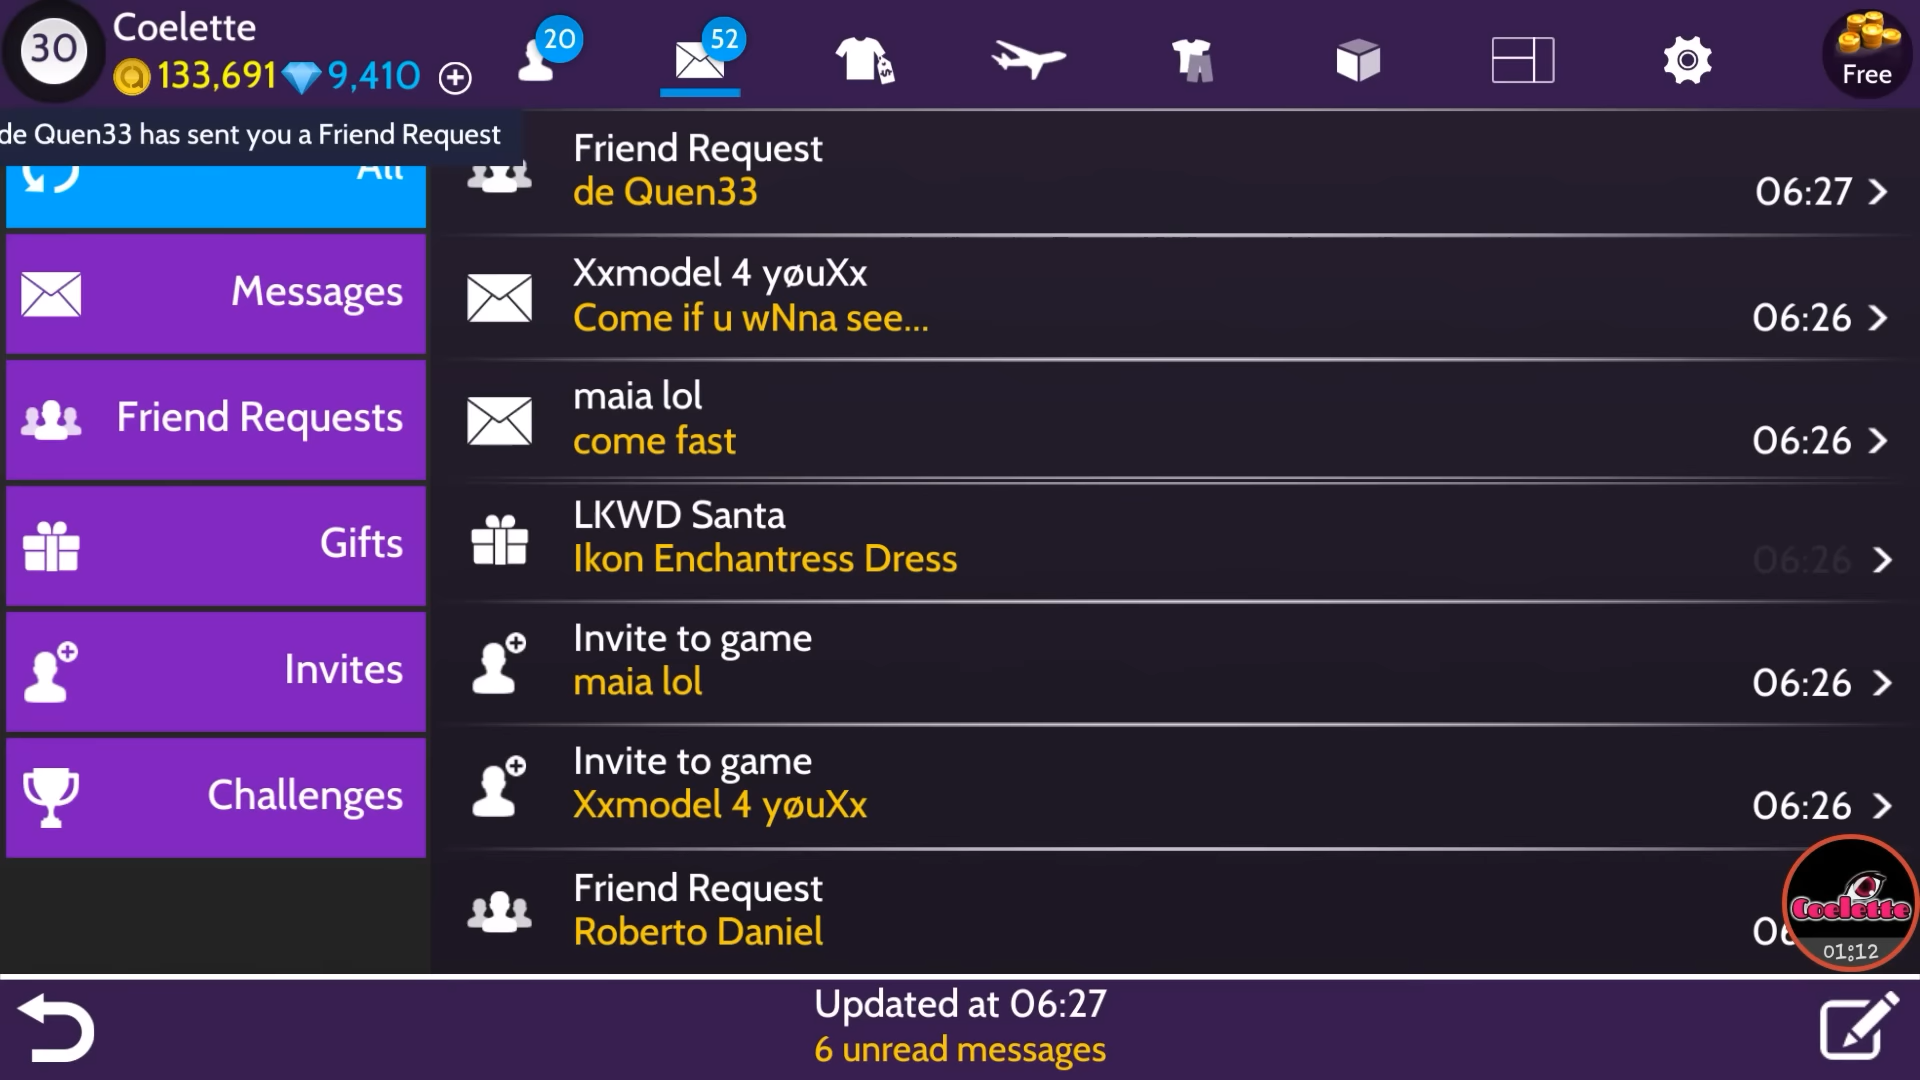 30
Coelette
133,691 9,410
20
52
Free
de Quen33 has sent you a Friend Request
All
Messages
Friend Requests
Gifts
Invites
Challenges
Friend Request
de Quen33
06:27
Xxmodel 4 yøuXx
Come if u wNna see...
06:26
maia lol
come fast
06:26
LKWD Santa
Ikon Enchantress Dress
06:26
Invite to game
maia lol
06:26
Invite to game
Xxmodel 4 yøuXx
06:26
Friend Request
Roberto Daniel
06
Coelette
01:12
Updated at 06:27
6 unread messages